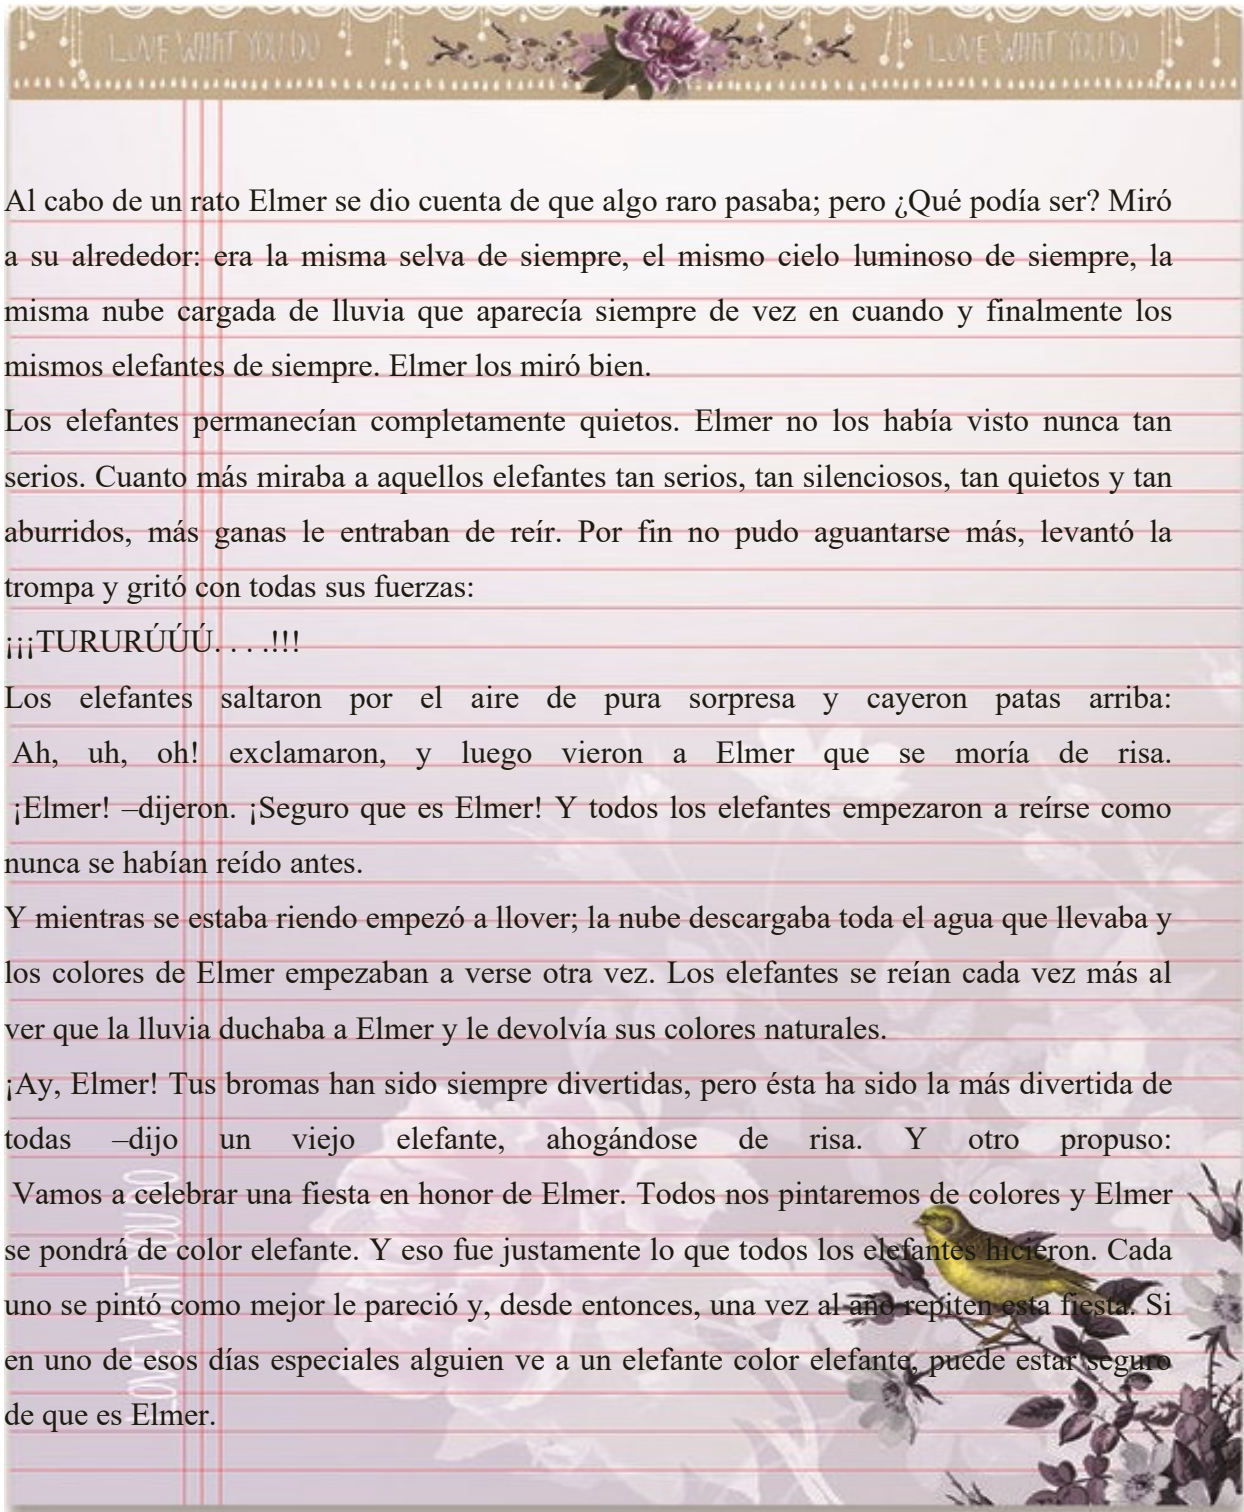 LOVE WHAT YOU DO LOVE WHAT YOU DO
Al cabo de un rato Elmer se dio cuenta de que algo raro pasaba; pero ¿Qué podía ser? Miró
a su alrededor: era la misma selva de siempre, el mismo cielo luminoso de siempre, la
misma nube cargada de lluvia que aparecía siempre de vez en cuando y finalmente los
mismos elefantes de siempre. Elmer los miró bien.
Los elefantes permanecían completamente quietos. Elmer no los había visto nunca tan
serios. Cuanto más miraba a aquellos elefantes tan serios, tan silenciosos, tan quietos y tan
aburridos, más ganas le entraban de reír. Por fin no pudo aguantarse más, levantó la
trompa y gritó con todas sus fuerzas:
¡¡¡TURURÚÚÚ. . . .!!!
Los elefantes saltaron por el aire de pura sorpresa y cayeron patas arriba:
Ah, uh, oh! exclamaron, y luego vieron a Elmer que se moría de risa.
¡Elmer! –dijeron. ¡Seguro que es Elmer! Y todos los elefantes empezaron a reírse como
nunca se habían reído antes.
Y mientras se estaba riendo empezó a llover; la nube descargaba toda el agua que llevaba y
los colores de Elmer empezaban a verse otra vez. Los elefantes se reían cada vez más al
ver que la lluvia duchaba a Elmer y le devolvía sus colores naturales.
¡Ay, Elmer! Tus bromas han sido siempre divertidas, pero ésta ha sido la más divertida de
todas –dijo un viejo elefante, ahogándose de risa. Y otro propuso:
Vamos a celebrar una fiesta en honor de Elmer. Todos nos pintaremos de colores y Elmer
se pondrá de color elefante. Y eso fue justamente lo que todos los elefantes hicieron. Cada
uno se pintó como mejor le pareció y, desde entonces, una vez al año repiten esta fiesta. Si
en uno de esos días especiales alguien ve a un elefante color elefante, puede estar seguro
de que es Elmer.
LOVE WHAT YOU DO